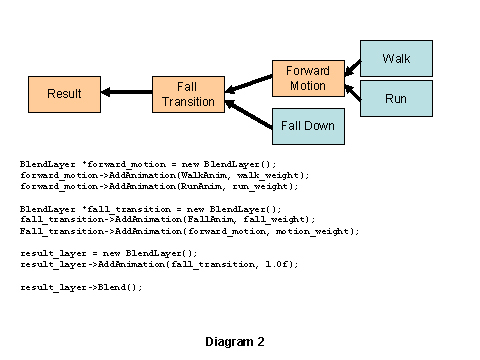 Walk
Forward
Motion
Fall
Transition
Result
Run
Fall Down
BlendLayer *forward_motion = new BlendLayer();
forward_motion->AddAnimation(WalkAnim, walk_weight);
forward_motion->AddAnimation(RunAnim, run_weight);
BlendLayer *fall_transition = new BlendLayer();
fall_transition->AddAnimation(FallAnim, fall_weight);
Fall_transition->AddAnimation(forward_motion, motion_weight);
result_layer = new BlendLayer();
result_layer->AddAnimation(fall_transition, 1.0f);
result_layer->Blend();
Diagram 2